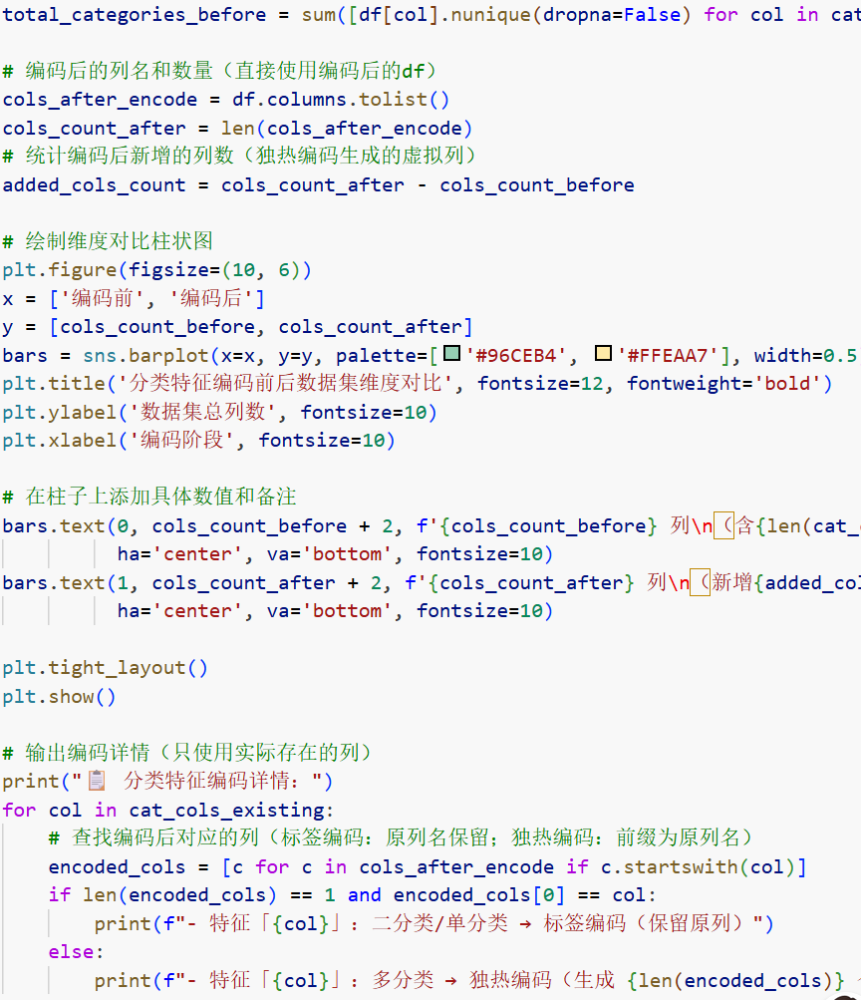 total_categories_before = sum([df[col].nunique(dropna=False) for col in cat
# 编码后的列名和数量（直接使用编码后的df）
cols_after_encode = df.columns.tolist()
cols_count_after = len(cols_after_encode)
# 统计编码后新增的列数（独热编码生成的虚拟列）
added_cols_count = cols_count_after - cols_count_before
# 绘制维度对比柱状图
plt.figure(figsize=(10, 6))
x = ['编码前', '编码后']
y = [cols_count_before, cols_count_after]
bars = sns.barplot(x=x, y=y, palette=['#96CEB4', '#FFEAA7'], width=0.5
plt.title('分类特征编码前后数据集维度对比', fontsize=12, fontweight='bold')
plt.ylabel('数据集总列数', fontsize=10)
plt.xlabel('编码阶段', fontsize=10)
# 在柱子上添加具体数值和备注
bars.text(0, cols_count_before + 2, f'{cols_count_before} 列\n（含{len(cat_
ha='center', va='bottom', fontsize=10)
bars.text(1, cols_count_after + 2, f'{cols_count_after} 列\n（新增{added_col
ha='center', va='bottom', fontsize=10)
plt.tight_layout()
plt.show()
# 输出编码详情（只使用实际存在的列）
print("📋 分类特征编码详情：")
for col in cat_cols_existing:
# 查找编码后对应的列（标签编码：原列名保留；独热编码：前缀为原列名）
encoded_cols = [c for c in cols_after_encode if c.startswith(col)]
if len(encoded_cols) == 1 and encoded_cols[0] == col:
print(f"- 特征「{col}」：二分类/单分类 → 标签编码（保留原列）")
else:
print(f"- 特征「{col}」：多分类 → 独热编码（生成 {len(encoded_cols)}